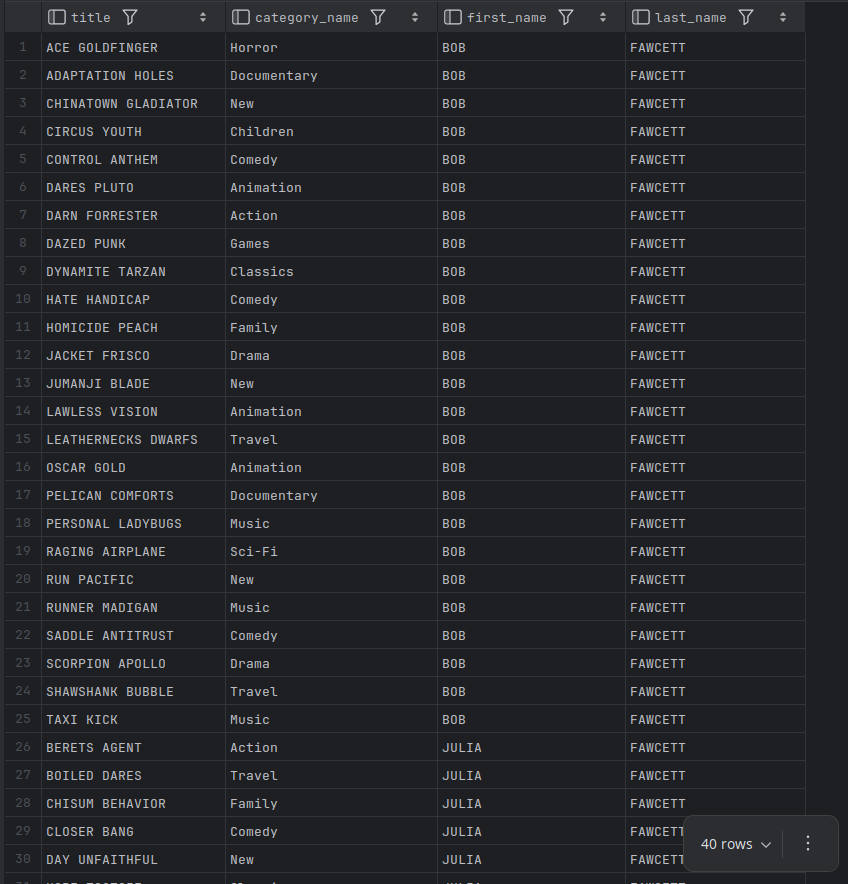 title category_name first_name last_name
1 ACE GOLDFINGER Horror BOB FAWCETT
2 ADAPTATION HOLES Documentary BOB FAWCETT
3 CHINATOWN GLADIATOR New BOB FAWCETT
4 CIRCUS YOUTH Children BOB FAWCETT
5 CONTROL ANTHEM Comedy BOB FAWCETT
6 DARES PLUTO Animation BOB FAWCETT
7 DARN FORRESTER Action BOB FAWCETT
8 DAZED PUNK Games BOB FAWCETT
9 DYNAMITE TARZAN Classics BOB FAWCETT
10 HATE HANDICAP Comedy BOB FAWCETT
11 HOMICIDE PEACH Family BOB FAWCETT
12 JACKET FRISCO Drama BOB FAWCETT
13 JUMANJI BLADE New BOB FAWCETT
14 LAWLESS VISION Animation BOB FAWCETT
15 LEATHERNECKS DWARFS Travel BOB FAWCETT
16 OSCAR GOLD Animation BOB FAWCETT
17 PELICAN COMFORTS Documentary BOB FAWCETT
18 PERSONAL LADYBUGS Music BOB FAWCETT
19 RAGING AIRPLANE Sci-Fi BOB FAWCETT
20 RUN PACIFIC New BOB FAWCETT
21 RUNNER MADIGAN Music BOB FAWCETT
22 SADDLE ANTITRUST Comedy BOB FAWCETT
23 SCORPION APOLLO Drama BOB FAWCETT
24 SHAWSHANK BUBBLE Travel BOB FAWCETT
25 TAXI KICK Music BOB FAWCETT
26 BERETS AGENT Action JULIA FAWCETT
27 BOILED DARES Travel JULIA FAWCETT
28 CHISUM BEHAVIOR Family JULIA FAWCETT
29 CLOSER BANG Comedy JULIA FAWCETT
30 DAY UNFAITHFUL New JULIA FAWCETT
40 rows